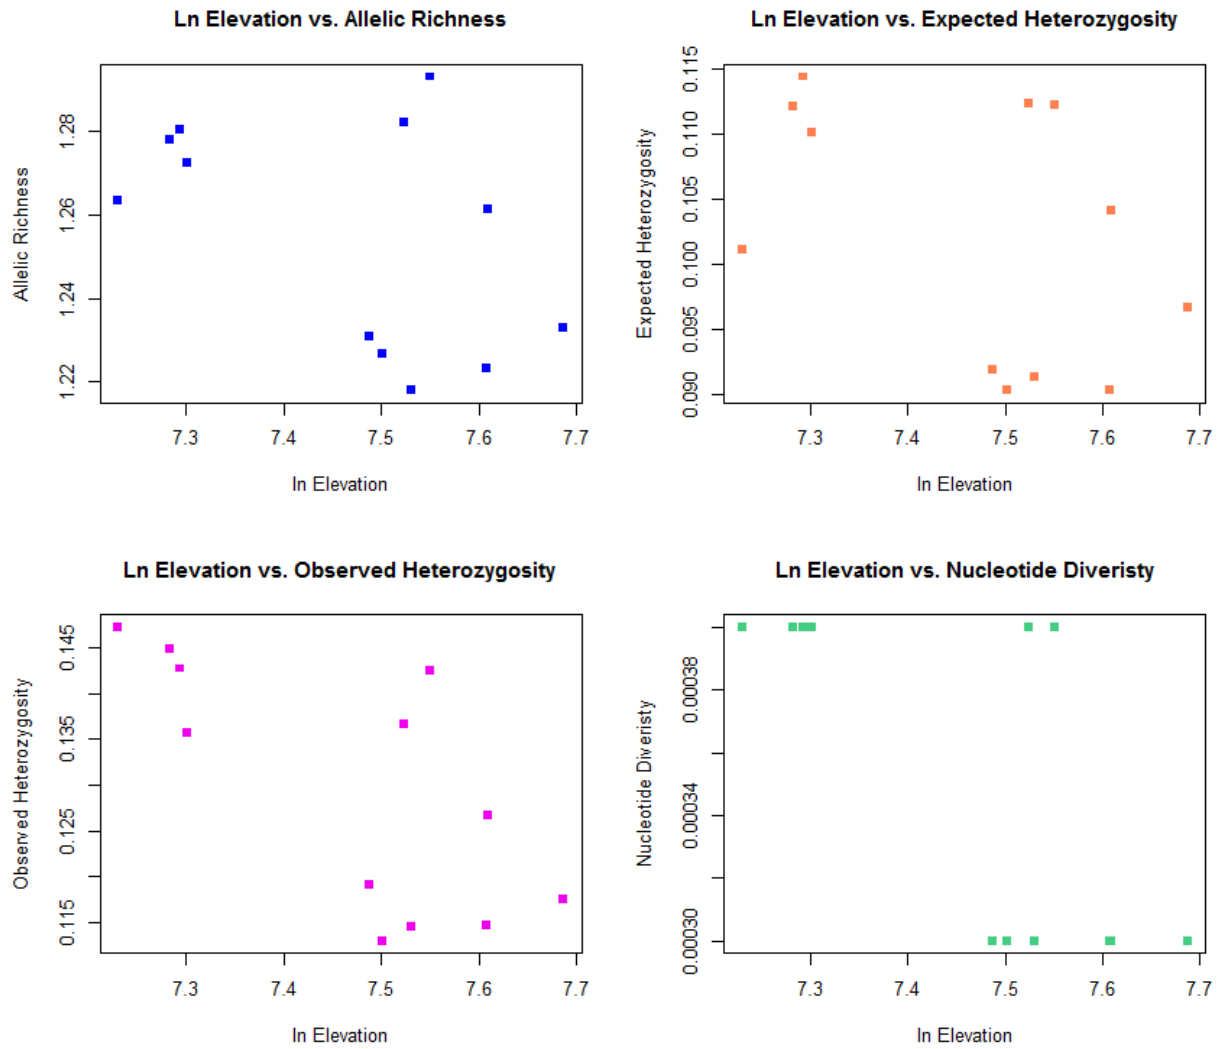 Ln Elevation vs. Allelic Richness
Allelic Richness
1.28
1.26
1.24
1.22
7.3 7.4 7.5 7.6 7.7
ln Elevation
Ln Elevation vs. Expected Heterozygosity
Expected Heterozygosity
0.115
0.110
0.105
0.100
0.095
0.090
7.3 7.4 7.5 7.6 7.7
ln Elevation
Ln Elevation vs. Observed Heterozygosity
Observed Heterozygosity
0.145
0.135
0.125
0.115
7.3 7.4 7.5 7.6 7.7
ln Elevation
Ln Elevation vs. Nucleotide Diveristy
Nucleotide Diveristy
0.00038
0.00034
0.00030
7.3 7.4 7.5 7.6 7.7
ln Elevation